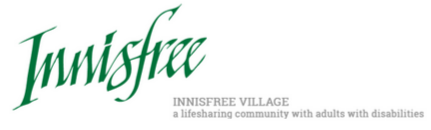 Innisfree
INNISFREE VILLAGE
a lifesharing community with adults with disabilities